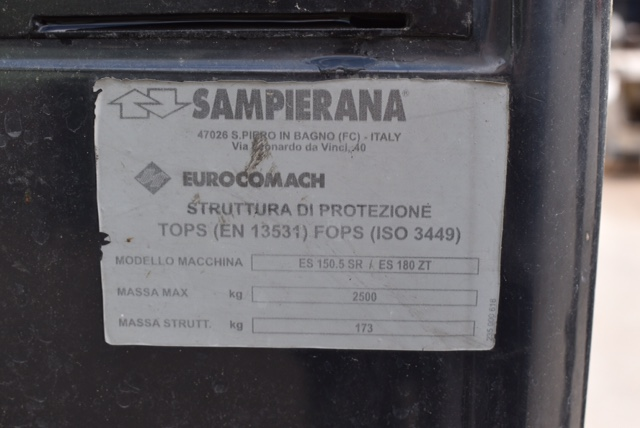 SAMPIERANA®
47026 S.PIERO IN BAGNO (FC) - ITALY
Via Leonardo da Vinci, 40
EUROCOMACH
STRUTTURA DI PROTEZIONE
TOPS (EN 13531) FOPS (ISO 3449)
MODELLO MACCHINA ES 150.5 SR / ES 180 ZT
MASSA MAX kg 2500
MASSA STRUTT. kg 173